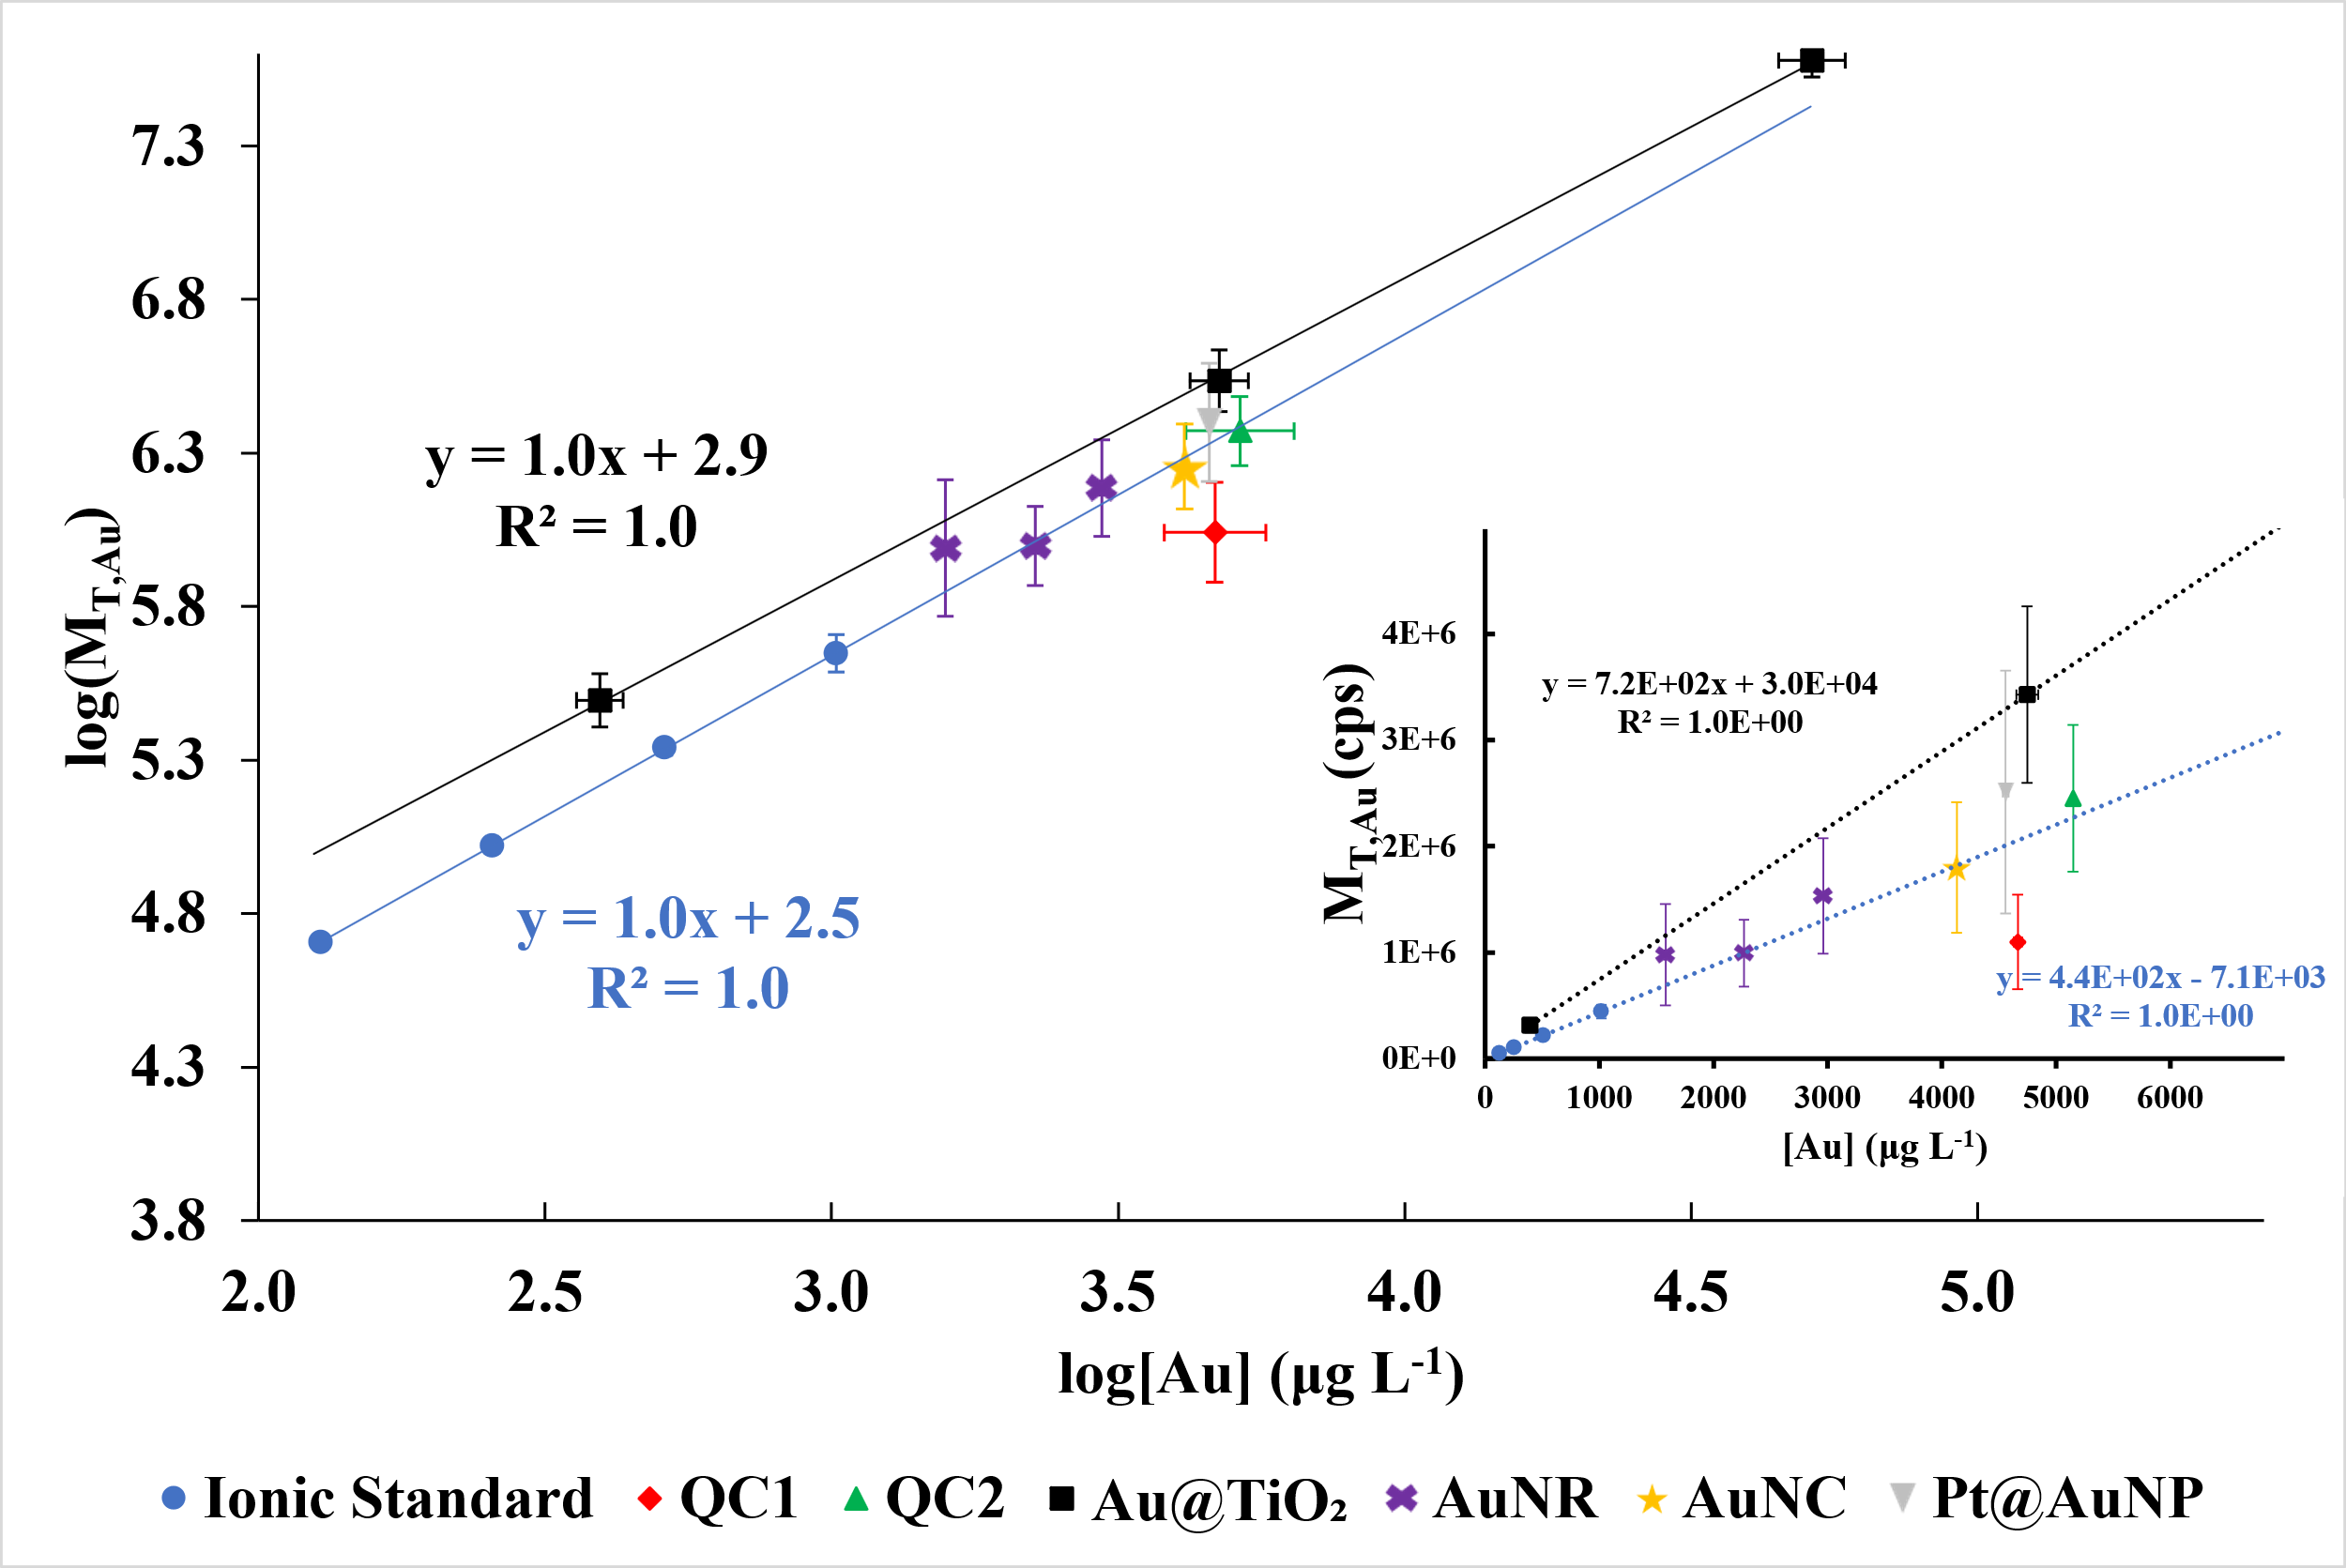 7.3
6.8
6.3
5.8
5.3
4.8
4.3
3.8
log(M_T,Au)
y = 1.0x + 2.9
R² = 1.0
y = 1.0x + 2.5
R² = 1.0
4E+6
3E+6
2E+6
1E+6
0E+0
M_T,Au (cps)
y = 7.2E+02x + 3.0E+04
R² = 1.0E+00
y = 4.4E+02x - 7.1E+03
R² = 1.0E+00
0 1000 2000 3000 4000 5000 6000
[Au] (µg L⁻¹)
2.0 2.5 3.0 3.5 4.0 4.5 5.0
log[Au] (µg L⁻¹)
Ionic Standard QC1 QC2 Au@TiO₂ AuNR AuNC Pt@AuNP